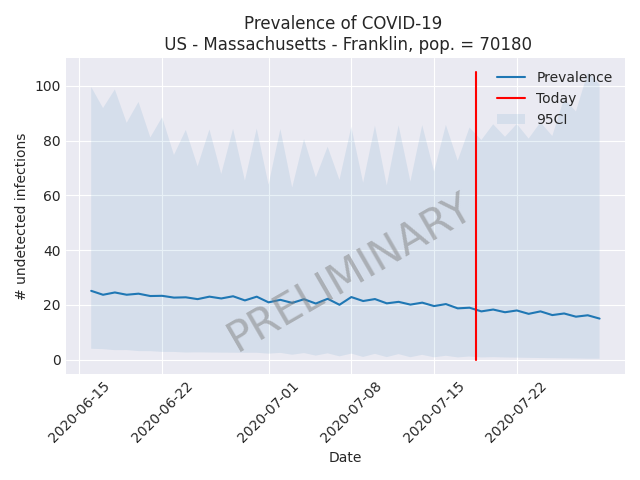 Prevalence of COVID-19
US - Massachusetts - Franklin, pop. = 70180
# undetected infections
100
80
60
40
20
0
Prevalence
Today
95CI
PRELIMINARY
2020-06-15
2020-06-22
2020-07-01
2020-07-08
2020-07-15
2020-07-22
Date